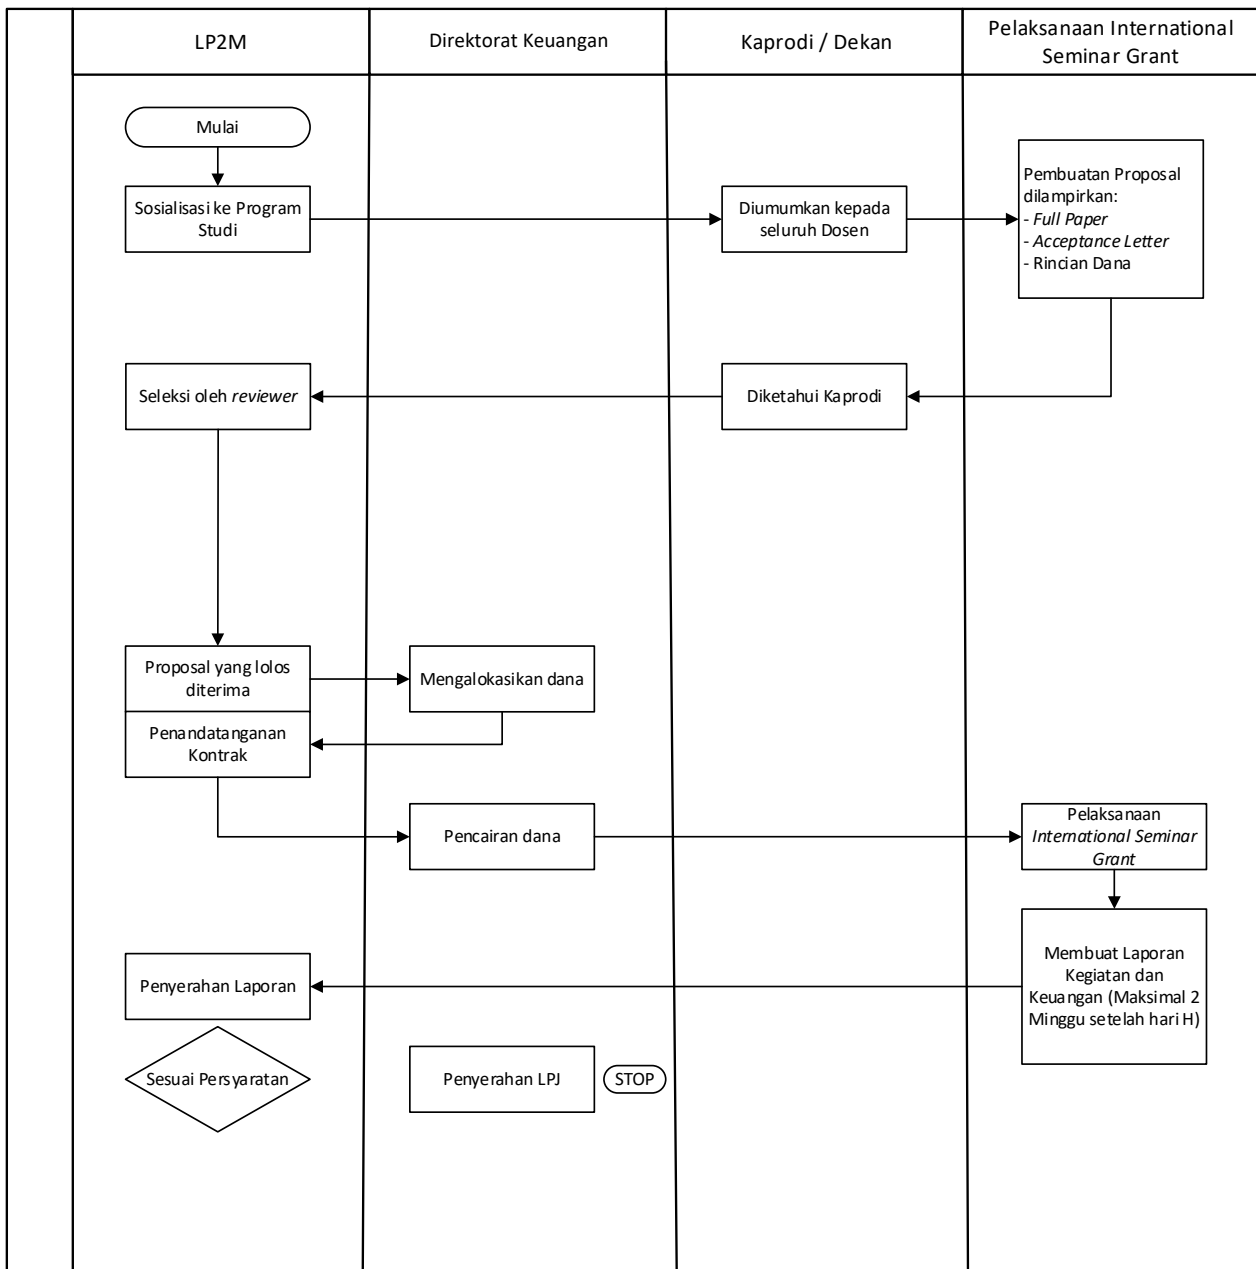 LP2M
Direktorat Keuangan
Kaprodi / Dekan
Pelaksanaan International
Seminar Grant
Mulai
Sosialisasi ke Program
Studi
Diumumkan kepada
seluruh Dosen
Pembuatan Proposal
dilampirkan:
- Full Paper
- Acceptance Letter
- Rincian Dana
Seleksi oleh reviewer
Diketahui Kaprodi
Proposal yang lolos
diterima
Mengalokasikan dana
Penandatanganan
Kontrak
Pencairan dana
Pelaksanaan
International Seminar
Grant
Penyerahan Laporan
Membuat Laporan
Kegiatan dan
Keuangan (Maksimal 2
Minggu setelah hari H)
Sesuai Persyaratan
Penyerahan LPJ
STOP